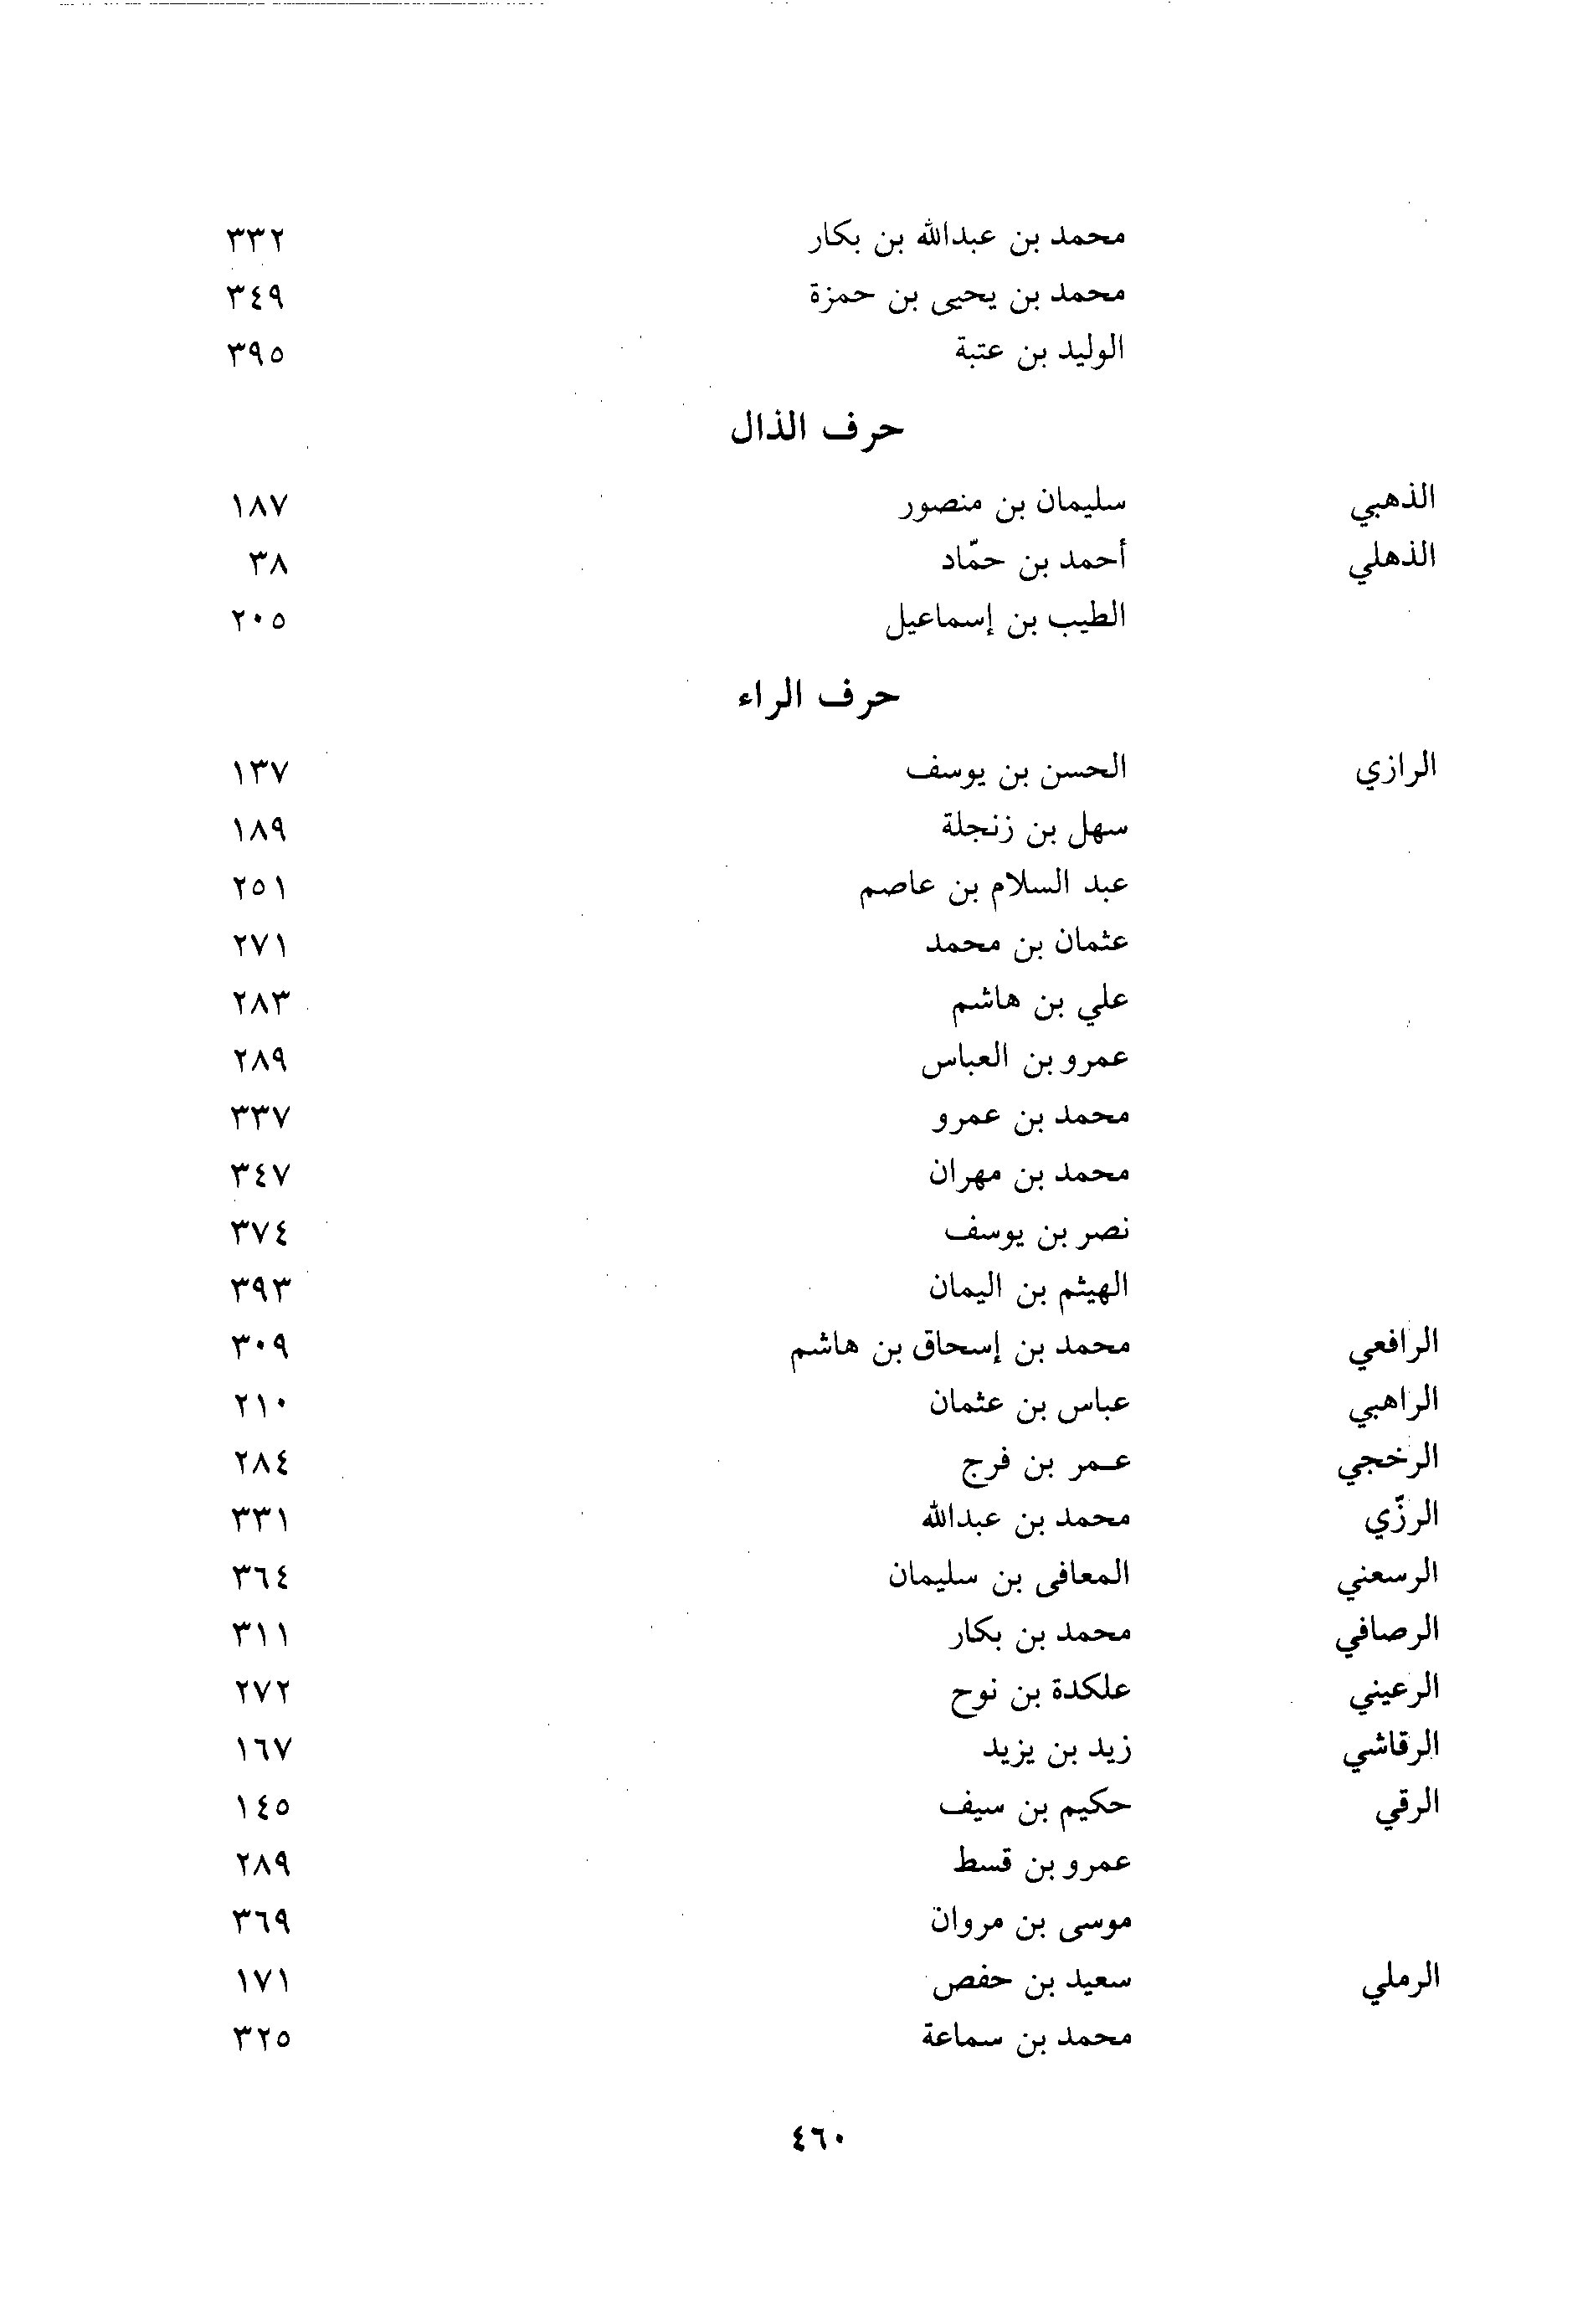 محمد بن عبدالله بن بكار ٣٣٢
محمد بن يحيى بن حمزة ٣٤٩
الوليد بن عتبة ٣٩٥
حرف الذال
الذهبي سليمان بن منصور ١٨٧
الذهلي أحمد بن حمّاد ٣٨
الطيب بن إسماعيل ٢٠٥
حرف الراء
الرازي الحسن بن يوسف ١٣٧
سهل بن زنجلة ١٨٩
عبد السلام بن عاصم ٢٥١
عثمان بن محمد ٢٧١
علي بن هاشم ٢٨٣
عمرو بن العباس ٢٨٩
محمد بن عمرو ٣٣٧
محمد بن مهران ٣٤٧
نصر بن يوسف ٣٧٤
الهيثم بن اليمان ٣٩٣
الرافعي محمد بن إسحاق بن هاشم ٣٠٩
الراهبي عباس بن عثمان ٢١٠
الرخجي عمر بن فرج ٢٨٤
الرزّي محمد بن عبدالله ٣٣١
الرسعني المعافى بن سليمان ٣٦٤
الرصافي محمد بن بكار ٣١١
الرعيني علكدة بن نوح ٢٧٢
الرقاشي زيد بن يزيد ١٦٧
الرقي حكيم بن سيف ١٤٥
عمرو بن قسط ٢٨٩
موسى بن مروان ٣٦٩
الرملي سعيد بن حفص ١٧١
محمد بن سماعة ٣٢٥
٤٦٠